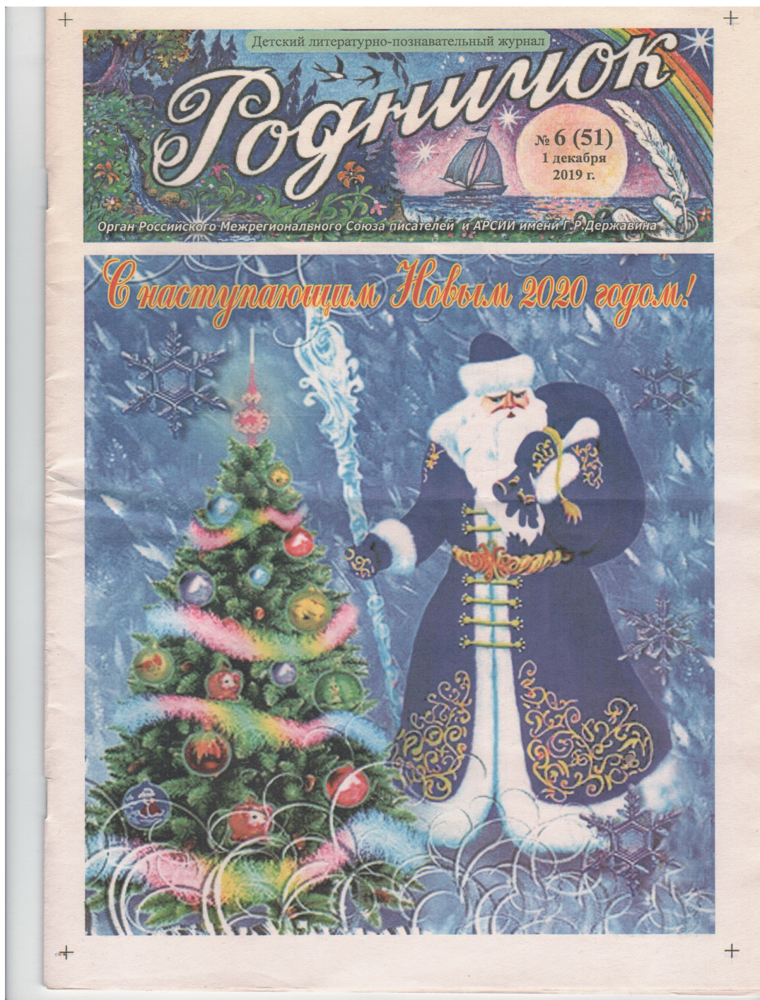 Детский литературно-познавательный журнал
Родничок
№ 6 (51)
1 декабря
2019 г.
Орган Российского Межрегионального Союза писателей и АРСИИ имени Г.Р.Державина
С наступающим Новым 2020 годом!